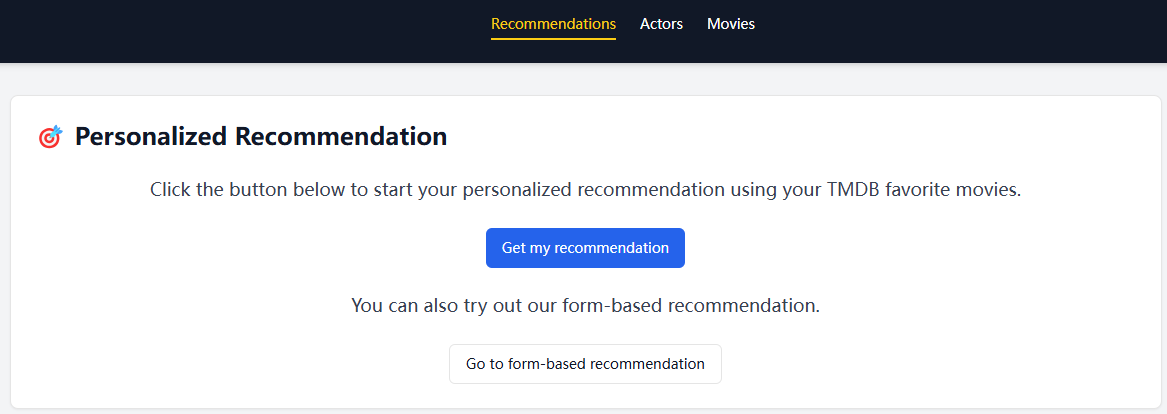 Recommendations Actors Movies
Personalized Recommendation
Click the button below to start your personalized recommendation using your TMDB favorite movies.
Get my recommendation
You can also try out our form-based recommendation.
Go to form-based recommendation